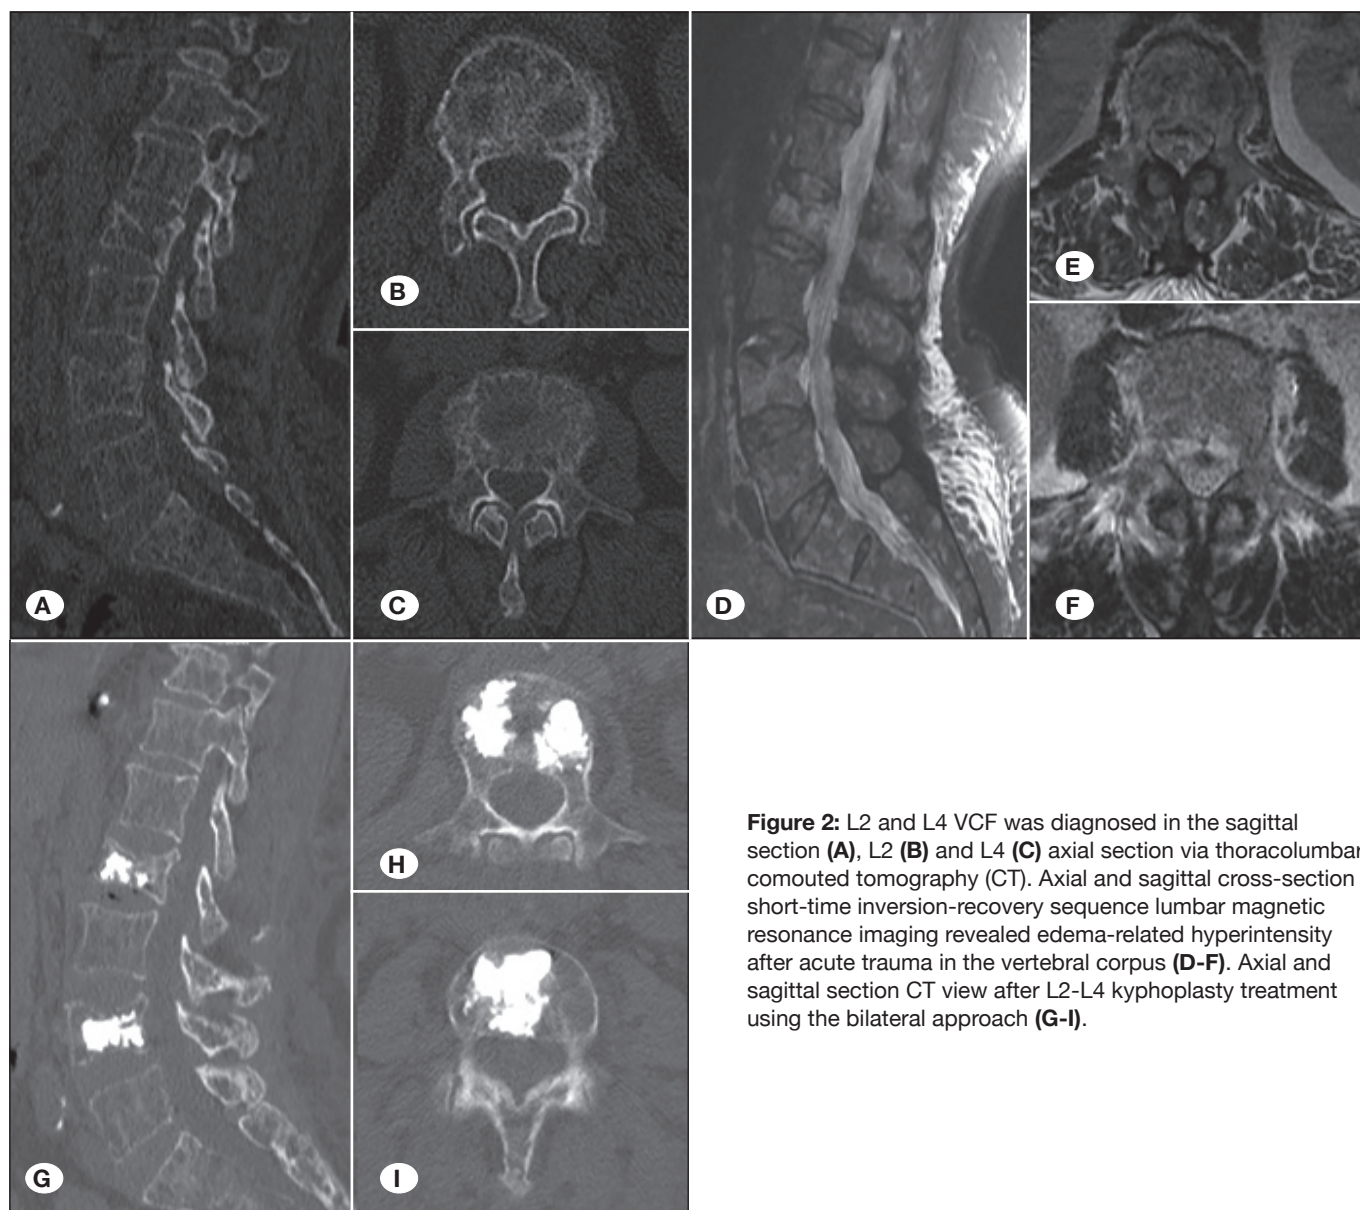 B
E
A
C
D
F
H
G
I
Figure 2: L2 and L4 VCF was diagnosed in the sagittal
section (A), L2 (B) and L4 (C) axial section via thoracolumbar
comouted tomography (CT). Axial and sagittal cross-section
short-time inversion-recovery sequence lumbar magnetic
resonance imaging revealed edema-related hyperintensity
after acute trauma in the vertebral corpus (D-F). Axial and
sagittal section CT view after L2-L4 kyphoplasty treatment
using the bilateral approach (G-I).